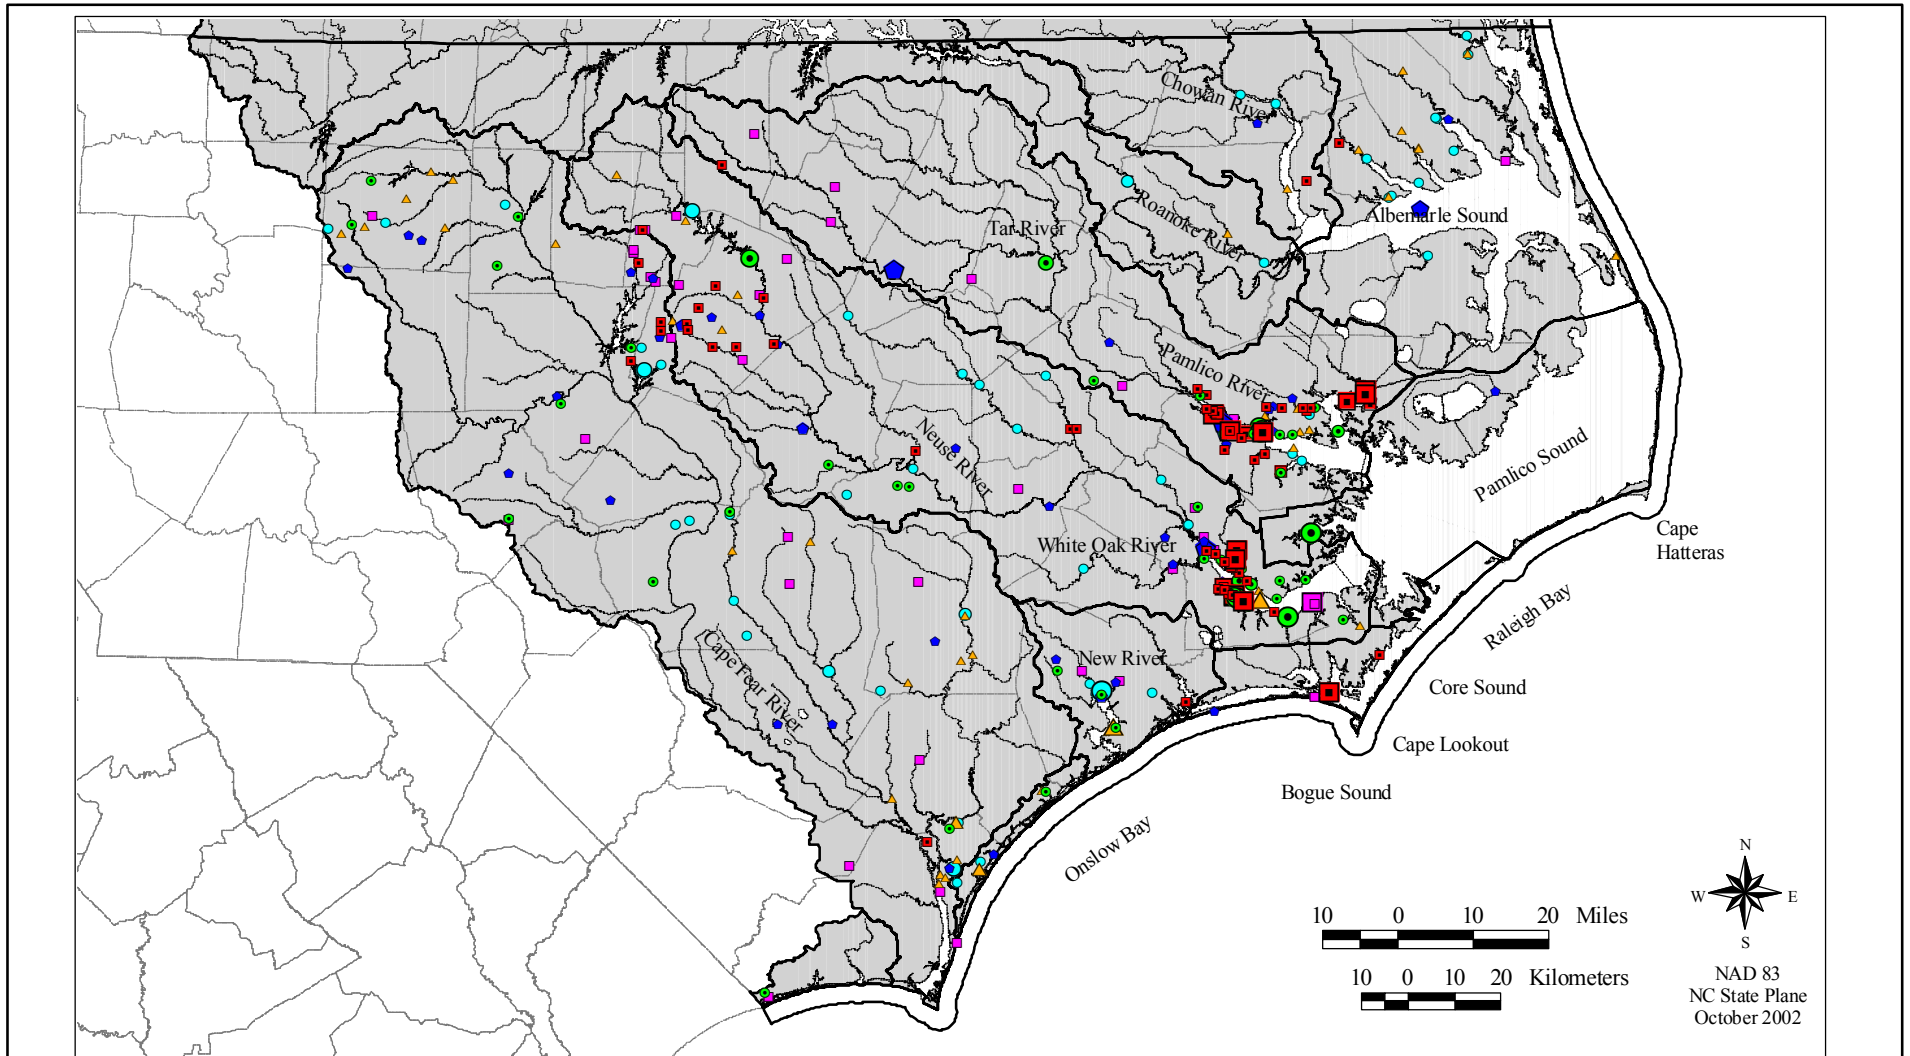 Chowan River
Roanoke River
Albemarle Sound
Tar River
Pamlico River
Neuse River
Pamlico Sound
Cape
Hatteras
White Oak River
Raleigh Bay
New River
Cape Fear River
Core Sound
Cape Lookout
Bogue Sound
Onslow Bay
N
W E
S
10 0 10 20 Miles
10 0 10 20 Kilometers
NAD 83
NC State Plane
October 2002